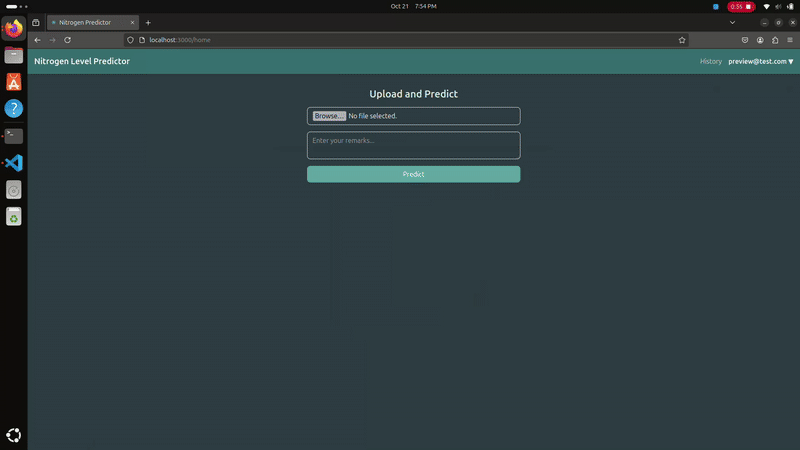 Oct 21 7:54 PM
0:55
Nitrogen Predictor
localhost:3000/home
Nitrogen Level Predictor
History
preview@test.com ▼
Upload and Predict
Browse... No file selected.
Enter your remarks...
Predict